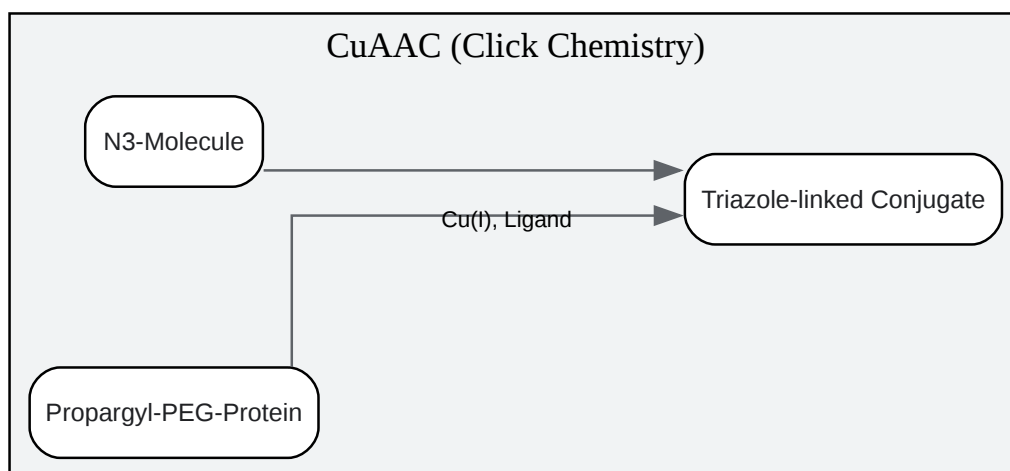 CuAAC (Click Chemistry)
N3-Molecule
Triazole-linked Conjugate
Cu(I), Ligand
Propargyl-PEG-Protein